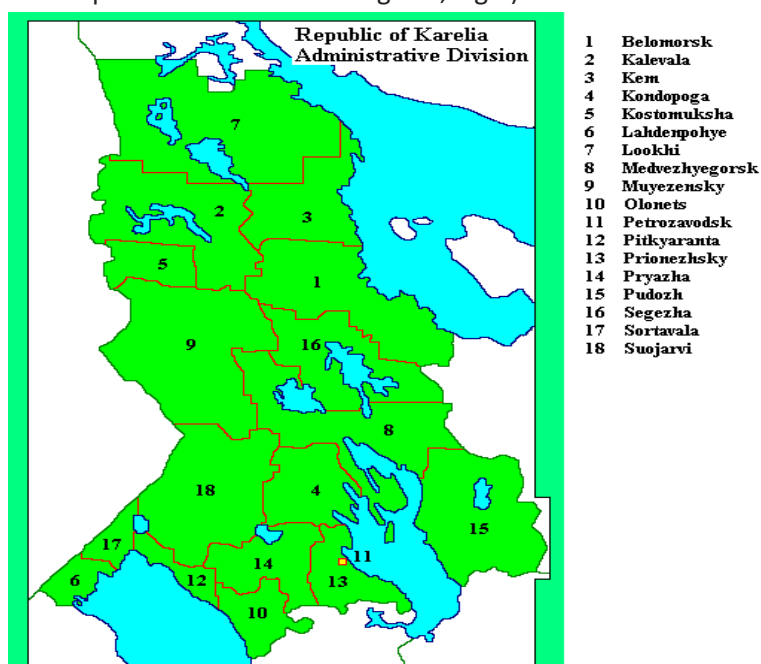 Republic of Karelia
Administrative Division
1 Belomorsk
2 Kalevala
3 Kem
4 Kondopoga
5 Kostomuksha
6 Lahdenpohye
7 Lookhi
8 Medvezhyegorsk
9 Muyezensky
10 Olonets
11 Petrozavodsk
12 Pitkyaranta
13 Prionezhsky
14 Pryazha
15 Pudozh
16 Segezha
17 Sortavala
18 Suojarvi
7
2
3
5
1
9
16
8
18
4
15
17
14
11
6
12
13
10